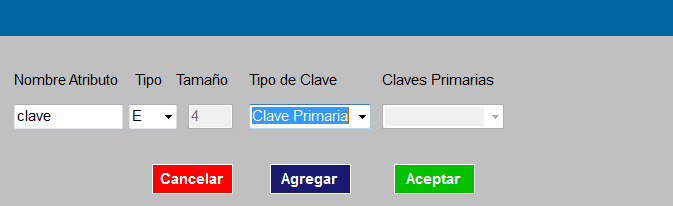 Nombre Atributo Tipo Tamaño Tipo de Clave Claves Primarias
clave E 4 Clave Primaria
Cancelar Agregar Aceptar